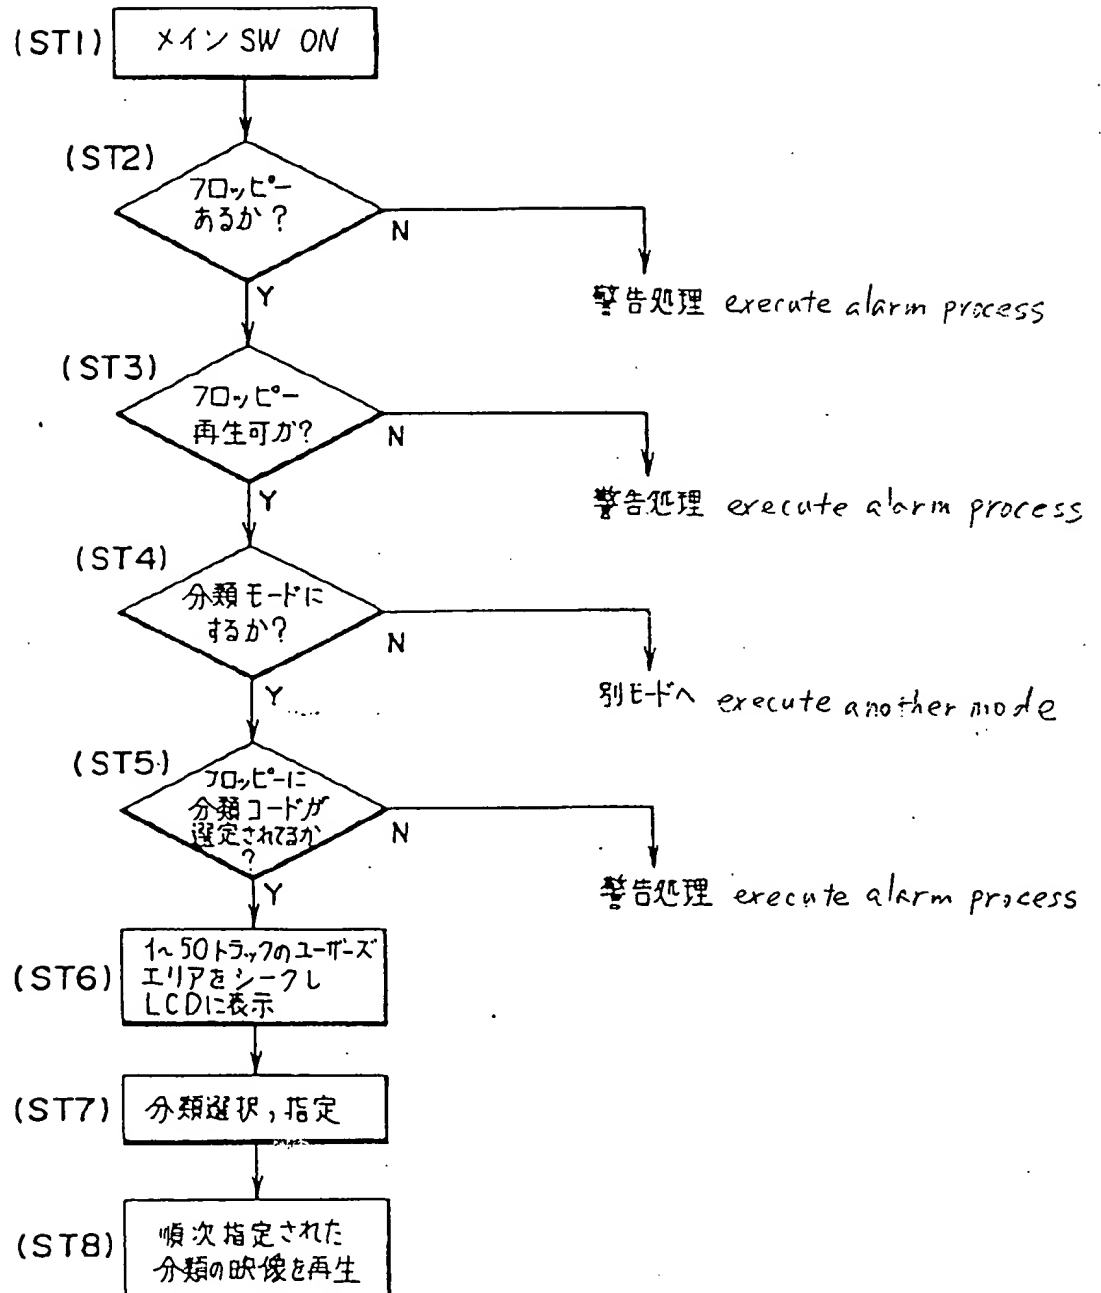 (ST1)
メイン SW ON
(ST2)
フロッピー
あるか?
N
Y
警告処理 execute alarm process
(ST3)
フロッピー
再生可か?
N
Y
警告処理 execute alarm process
(ST4)
分類モードに
するか?
N
Y
別モードへ execute another mode
(ST5)
フロッピーに
分類コードが
選定されてるか
?
N
Y
警告処理 execute alarm process
(ST6)
1~50トラックのユーザーズ
エリアをシークし
LCDに表示
(ST7)
分類選択,指定
(ST8)
順次指定された
分類の映像を再生